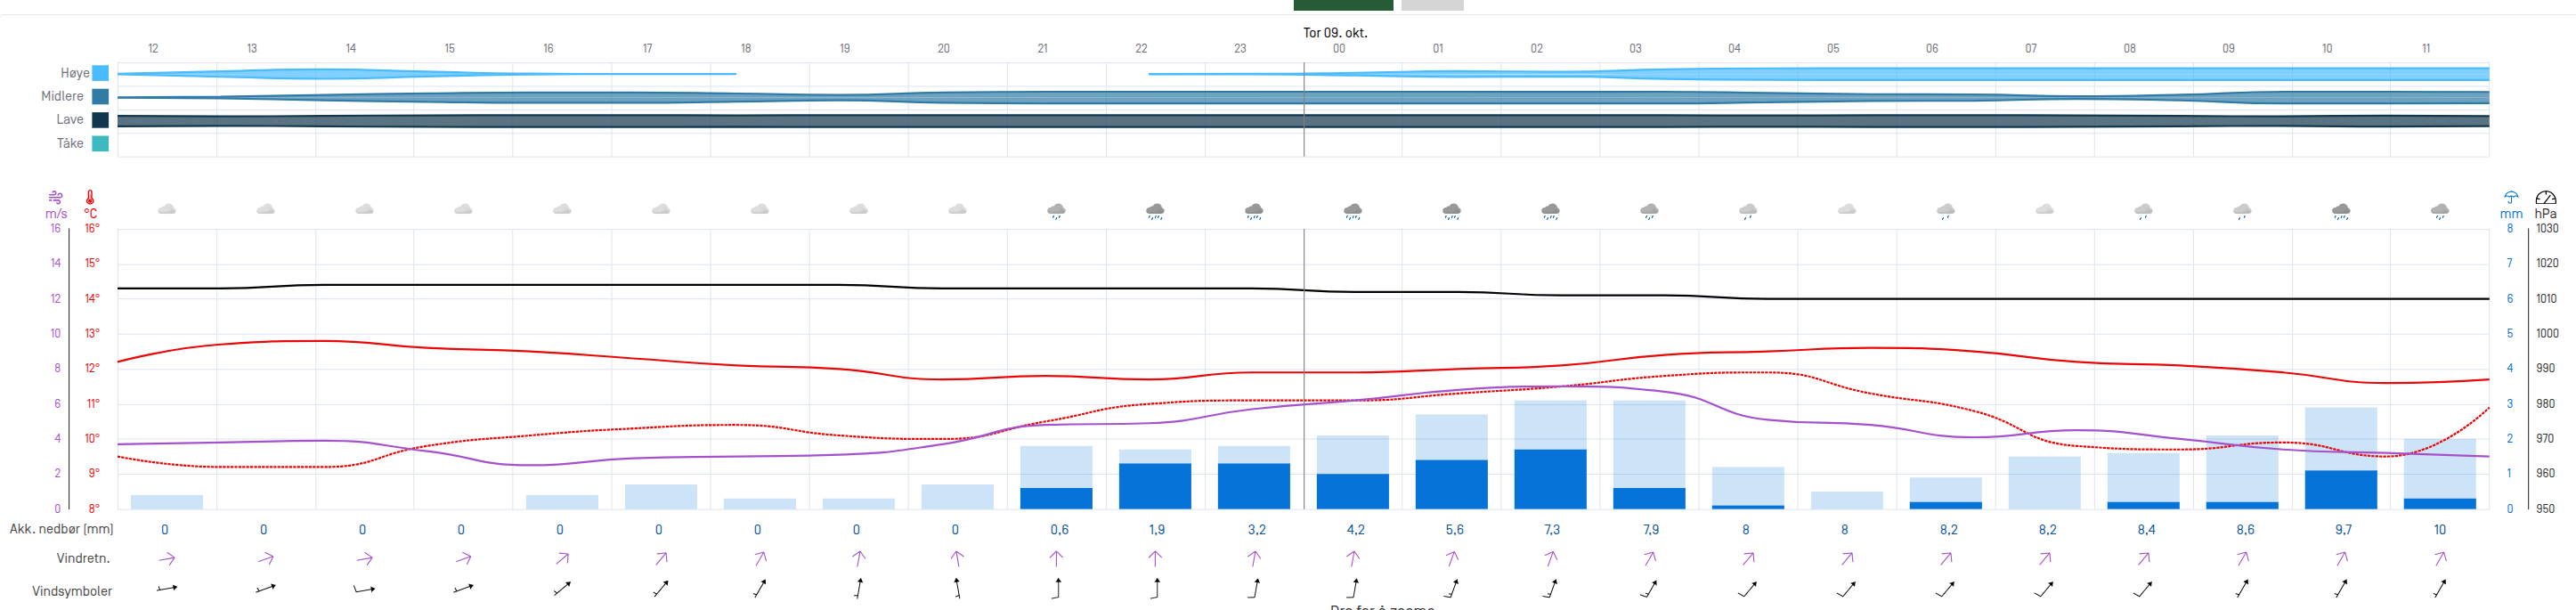 Tor 09. okt.
12 13 14 15 16 17 18 19 20 21 22 23 00 01 02 03 04 05 06 07 08 09 10 11
Høye
Midlere
Lave
Tåke
m/s °C mm hPa
16 16° 8 1030
14 15° 7 1020
12 14° 6 1010
10 13° 5 1000
8 12° 4 990
6 11° 3 980
4 10° 2 970
2 9° 1 960
0 8° 0 950
Akk. nedbør [mm] 0 0 0 0 0 0 0 0 0 0,6 1,9 3,2 4,2 5,6 7,3 7,9 8 8 8,2 8,2 8,4 8,6 9,7 10
Vindretn.
Vindsymboler